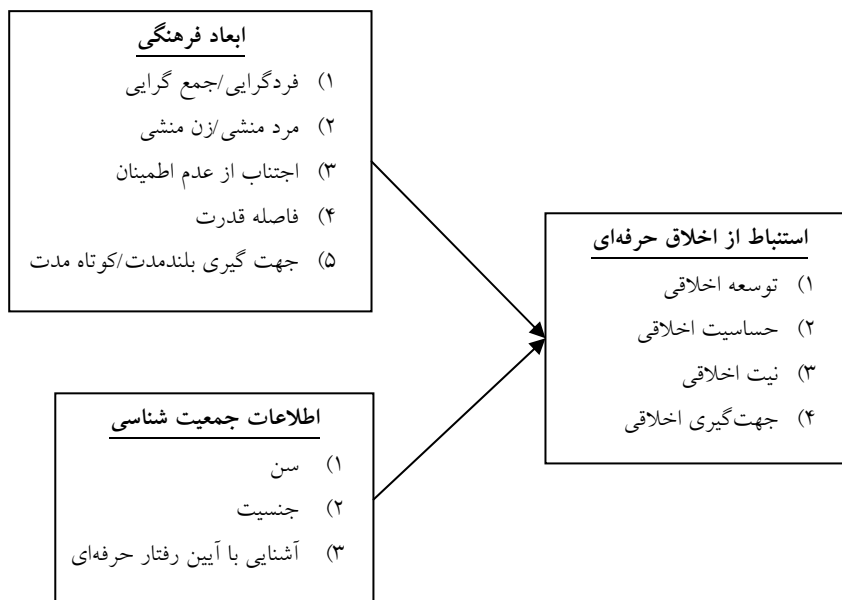 ابعاد فرهنگی
۱) فردگرایی/جمع گرایی
۲) مرد منشی/زن منشی
۳) اجتناب از عدم اطمینان
۴) فاصله قدرت
۵) جهت گیری بلندمدت/کوتاه مدت
استنباط از اخلاق حرفه‌ای
۱) توسعه اخلاقی
۲) حساسیت اخلاقی
۳) نیت اخلاقی
۴) جهت‌گیری اخلاقی
اطلاعات جمعیت شناسی
۱) سن
۲) جنسیت
۳) آشنایی با آیین رفتار حرفه‌ای